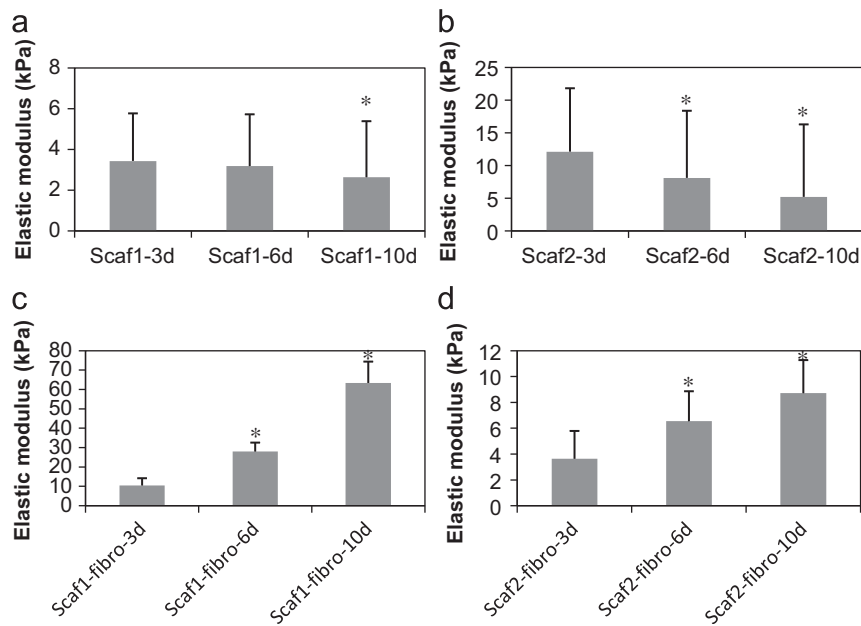 a
Elastic modulus (kPa)
8
6
4
2
0
*
Scaf1-3d Scaf1-6d Scaf1-10d
b
Elastic modulus (kPa)
25
20
15
10
5
0
*
*
Scaf2-3d Scaf2-6d Scaf2-10d
c
Elastic modulus (kPa)
80
70
60
50
40
30
20
10
0
*
*
Scaf1-fibro-3d
Scaf1-fibro-6d
Scaf1-fibro-10d
d
Elastic modulus (kPa)
12
10
8
6
4
2
0
*
*
Scaf2-fibro-3d
Scaf2-fibro-6d
Scaf2-fibro-10d